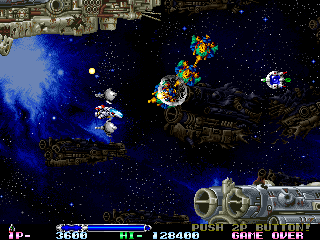 PUSH 2P BUTTON!
1P- 3600 HI- 128400 GAME OVER